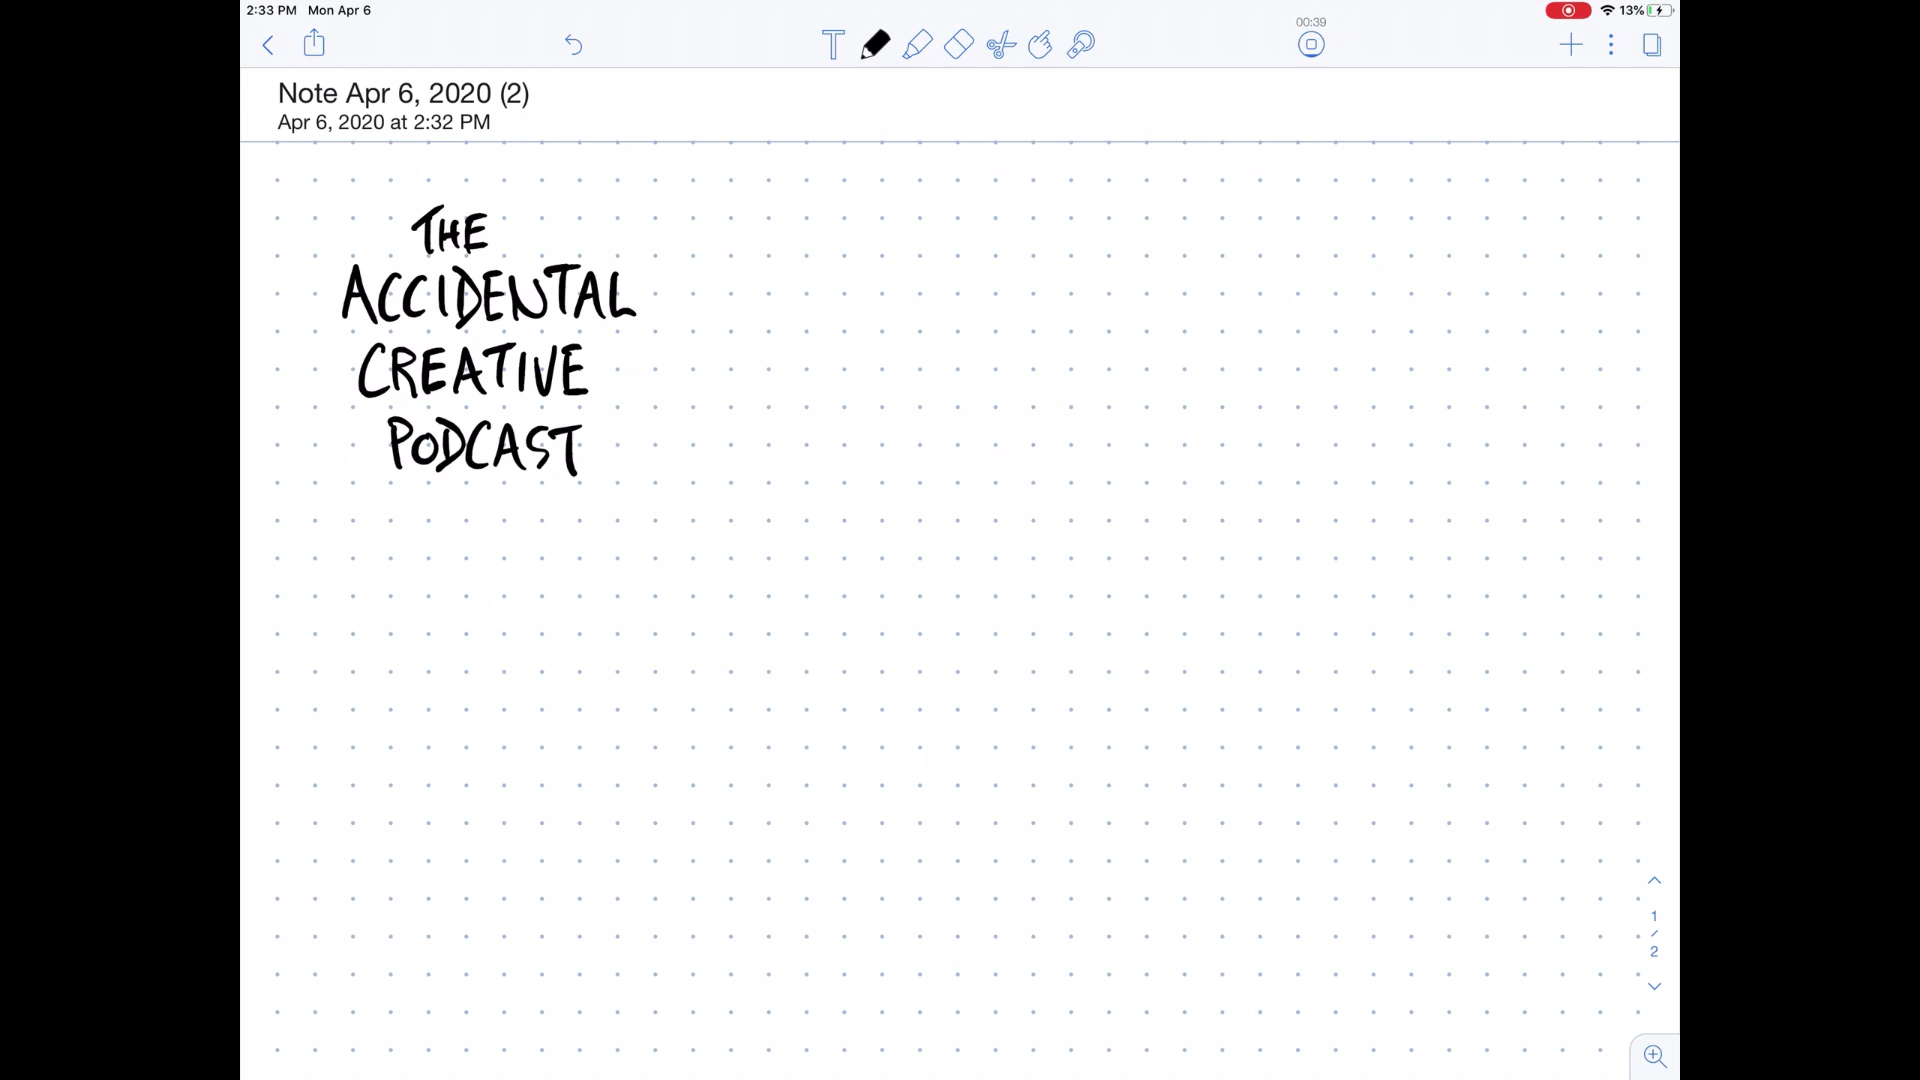 2:33 PM Mon Apr 6
13%
00:39
T
Note Apr 6, 2020 (2)
Apr 6, 2020 at 2:32 PM
THE
ACCIDENTAL
CREATIVE
PODCAST
1
/
2